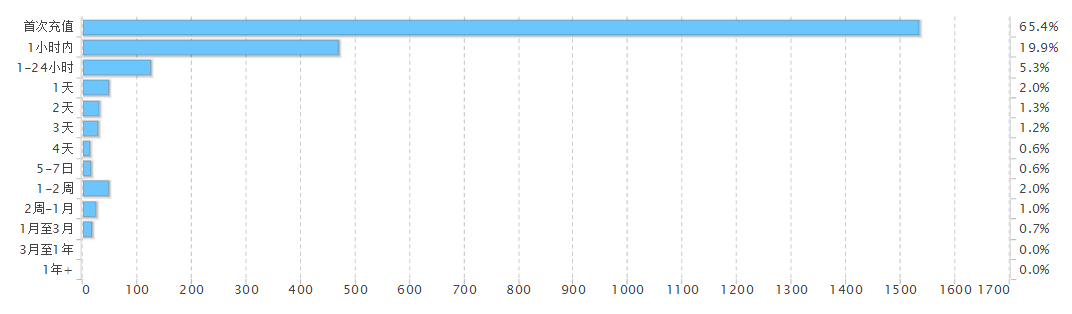 首次充值 65.4%
1小时内 19.9%
1-24小时 5.3%
1天 2.0%
2天 1.3%
3天 1.2%
4天 0.6%
5-7日 0.6%
1-2周 2.0%
2周-1月 1.0%
1月至3月 0.7%
3月至1年 0.0%
1年+ 0.0%
0 100 200 300 400 500 600 700 800 900 1000 1100 1200 1300 1400 1500 1600 1700